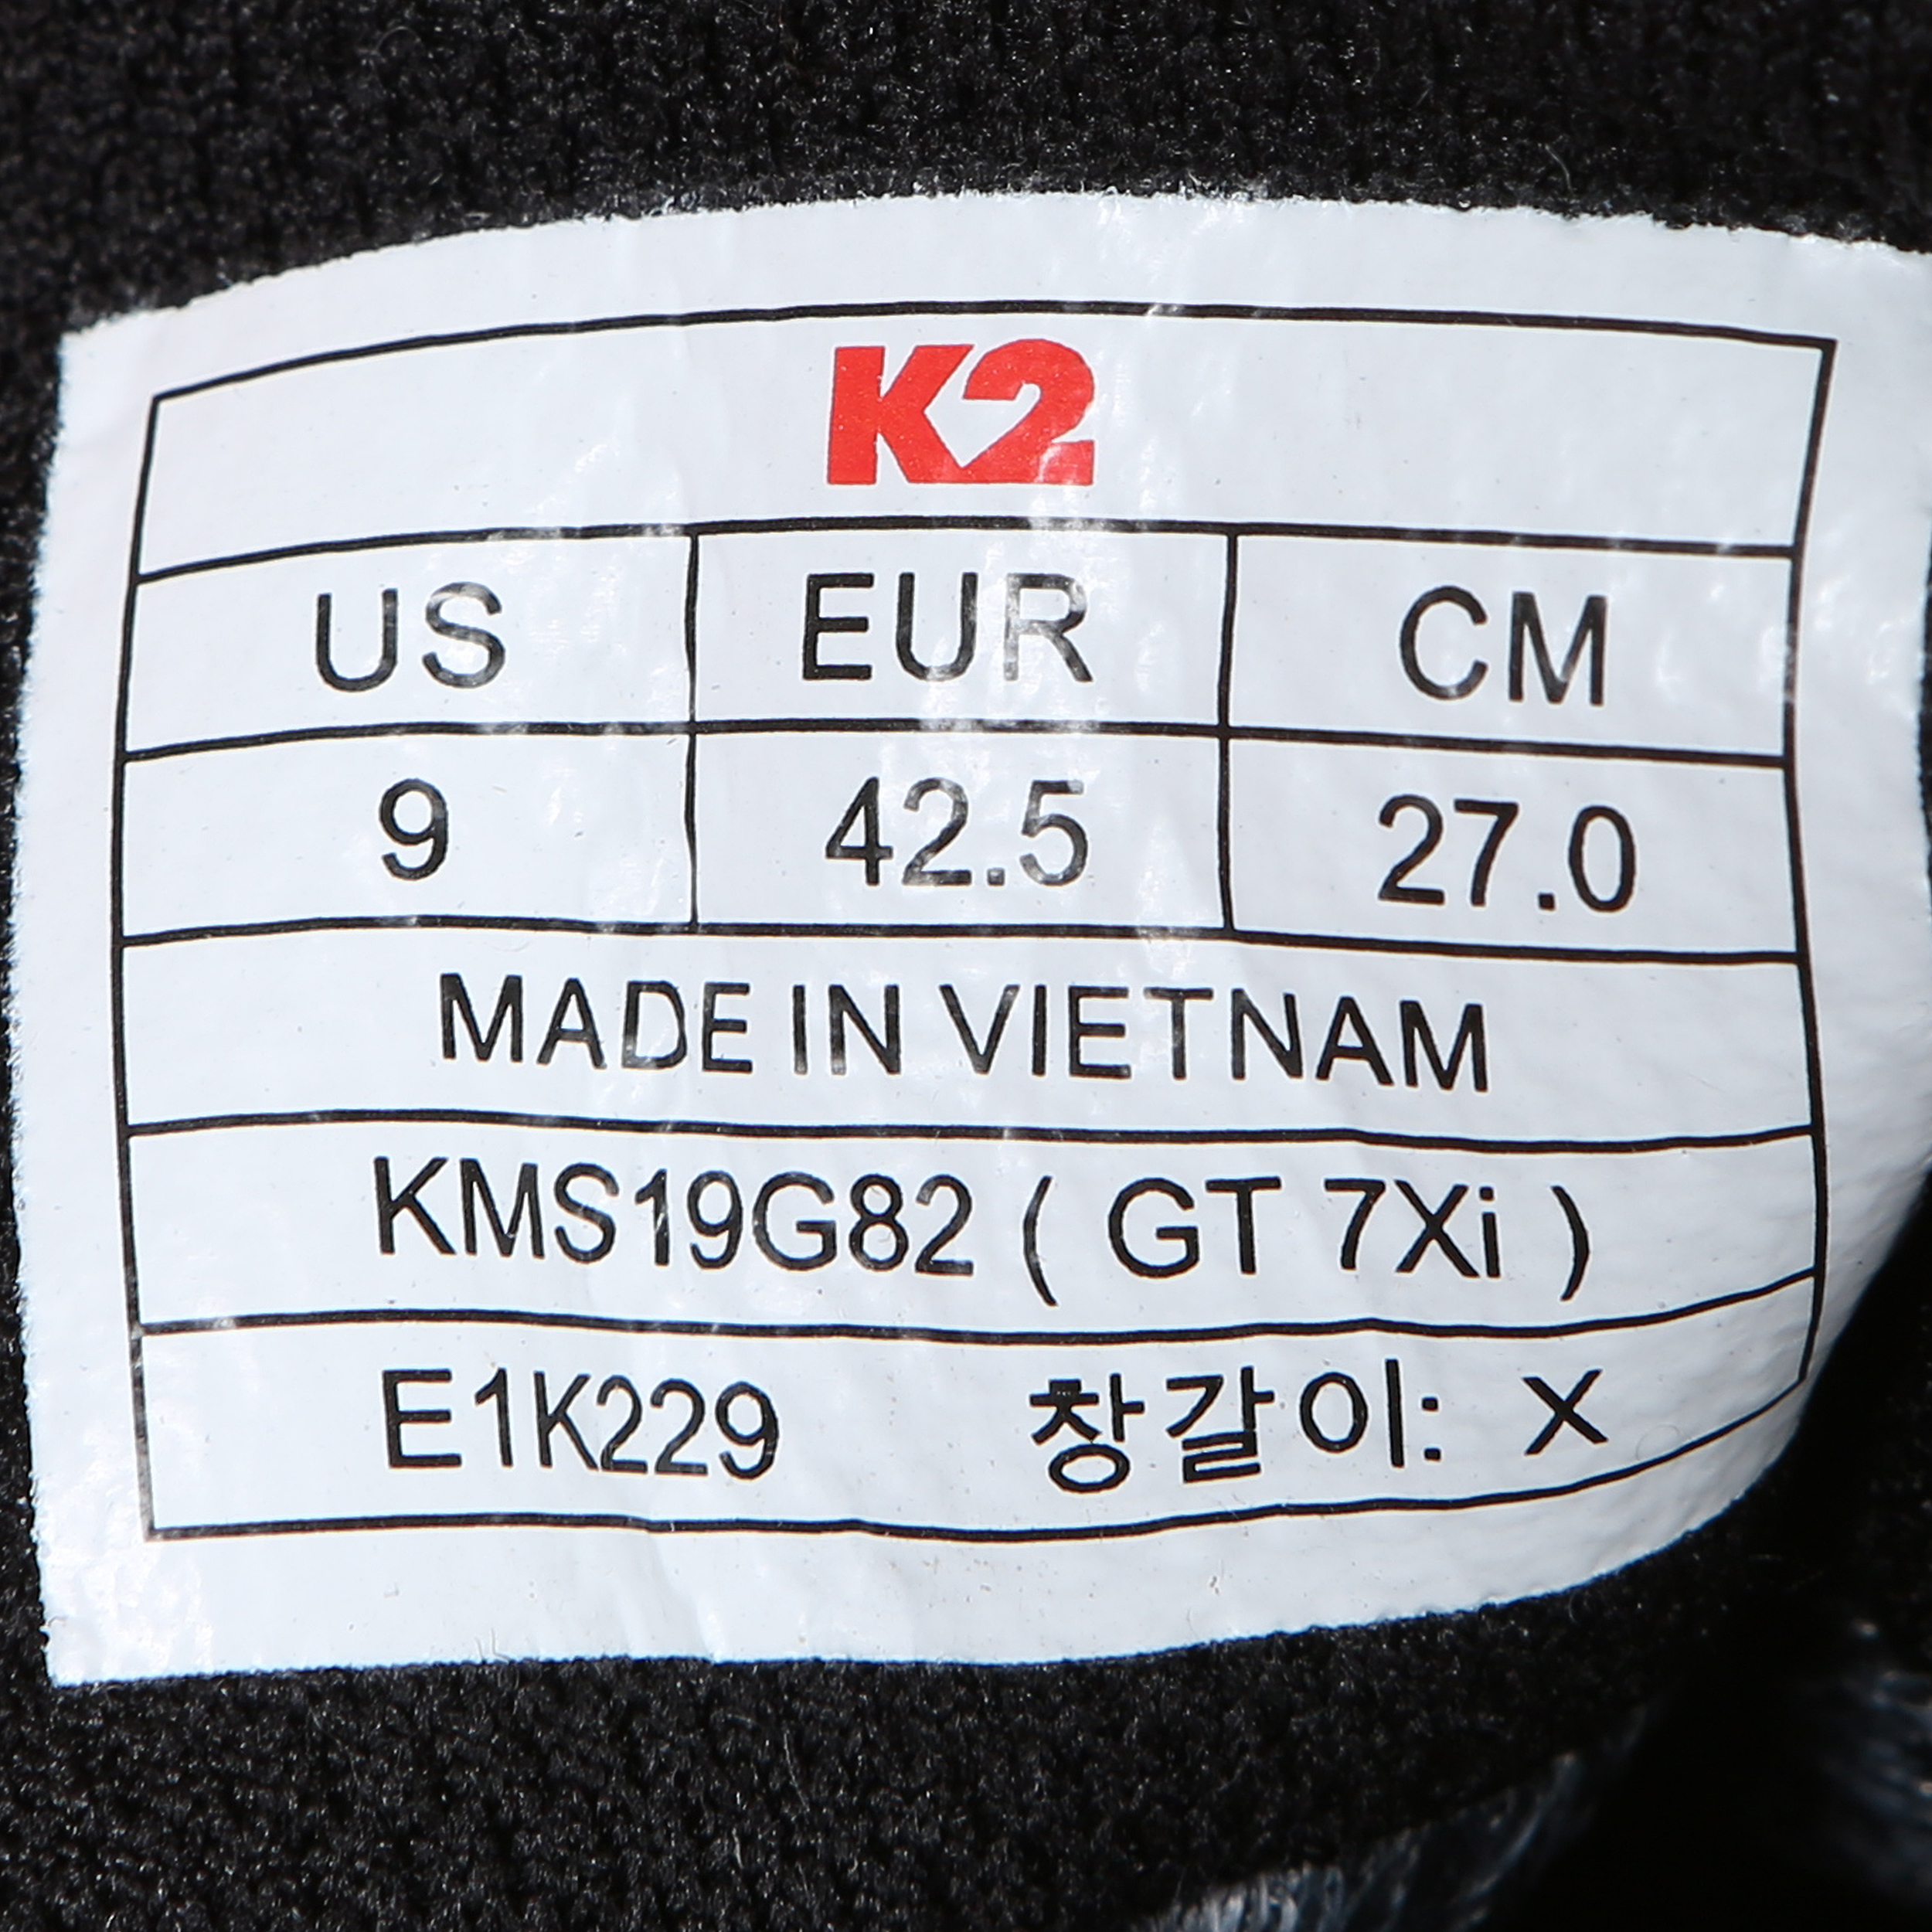 K2
US EUR CM
9 42.5 27.0
MADE IN VIETNAM
KMS19G82 ( GT 7Xi )
E1K229 창갈이: X